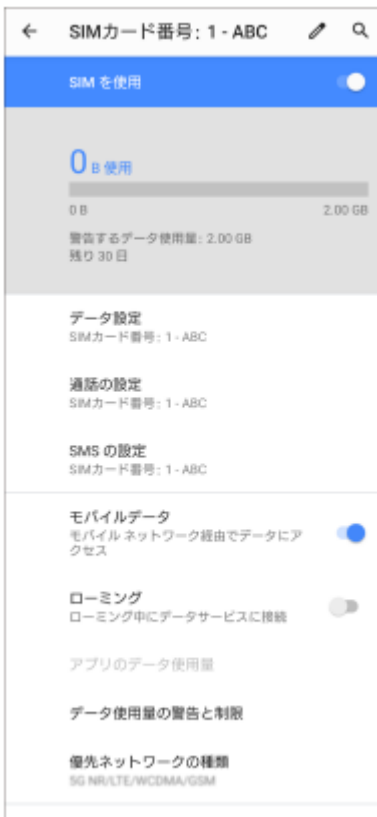 SIMカード番号: 1 - ABC
SIM を使用
0 B 使用
0 B 2.00 GB
警告するデータ使用量: 2.00 GB
残り 30 日
データ設定
SIMカード番号: 1 - ABC
通話の設定
SIMカード番号: 1 - ABC
SMS の設定
SIMカード番号: 1 - ABC
モバイルデータ
モバイル ネットワーク経由でデータにア
クセス
ローミング
ローミング中にデータサービスに接続
アプリのデータ使用量
データ使用量の警告と制限
優先ネットワークの種類
5G NR/LTE/WCDMA/GSM